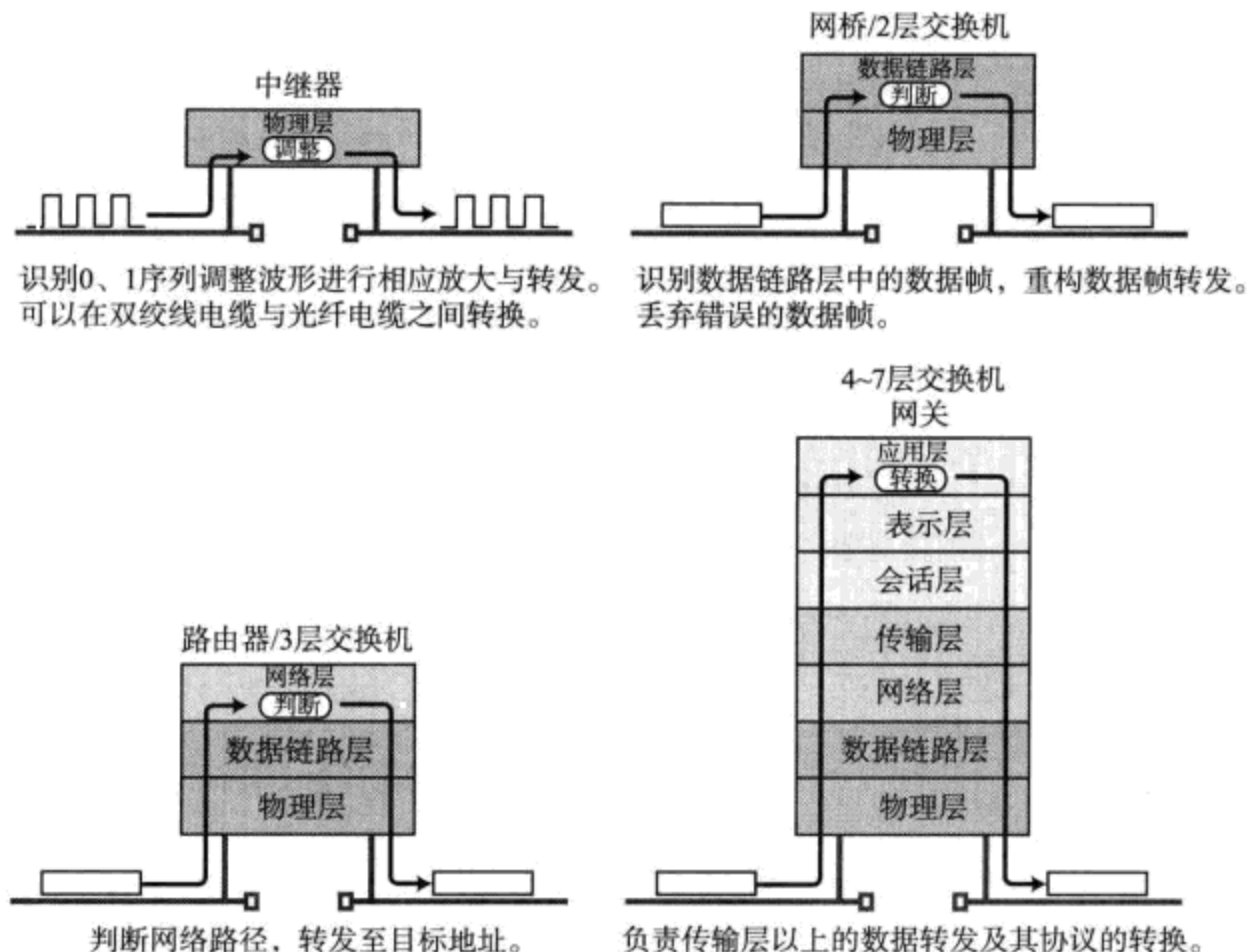 中继器
物理层
调整
识别0、1序列调整波形进行相应放大与转发。
可以在双绞线电缆与光纤电缆之间转换。
网桥/2层交换机
数据链路层
判断
物理层
识别数据链路层中的数据帧，重构数据帧转发。
丢弃错误的数据帧。
路由器/3层交换机
网络层
判断
数据链路层
物理层
判断网络路径，转发至目标地址。
4~7层交换机
网关
应用层
转换
表示层
会话层
传输层
网络层
数据链路层
物理层
负责传输层以上的数据转发及其协议的转换。